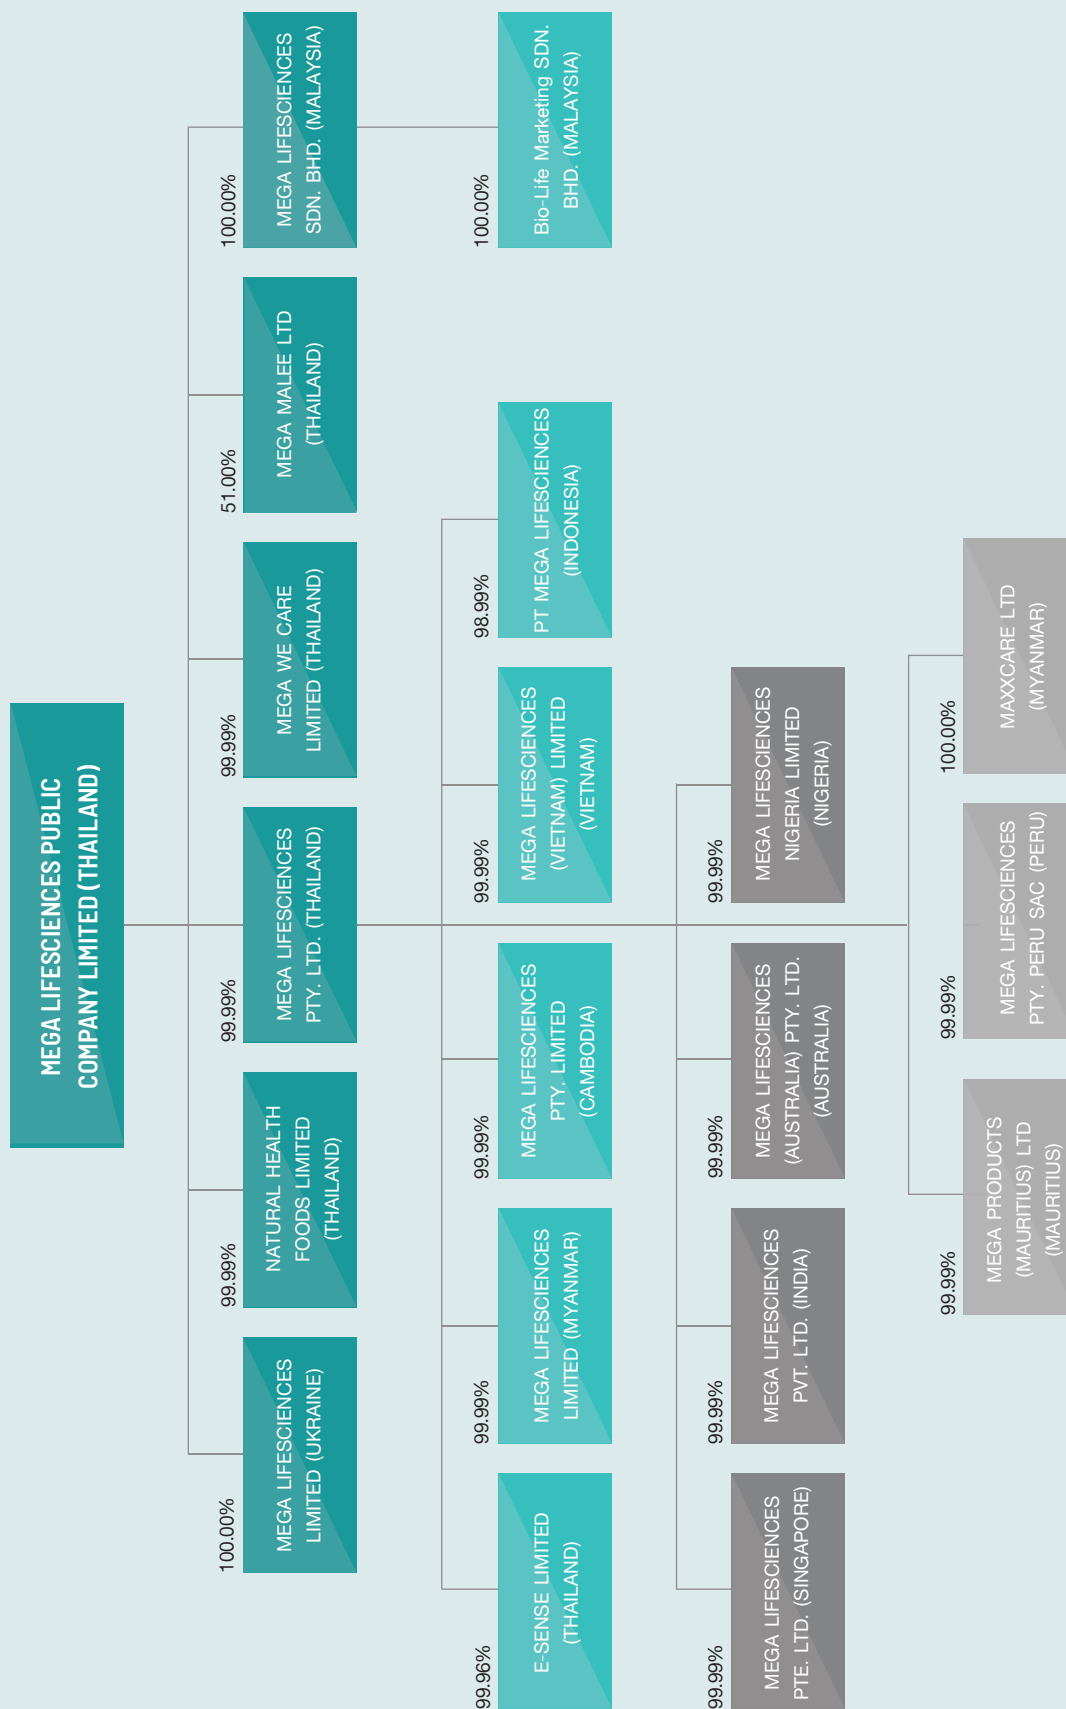 MEGA LIFESCIENCES PUBLIC
COMPANY LIMITED (THAILAND)
100.00%
MEGA LIFESCIENCES
LIMITED (UKRAINE)
99.99%
NATURAL HEALTH
FOODS LIMITED
(THAILAND)
99.99%
MEGA LIFESCIENCES
PTY. LTD. (THAILAND)
99.99%
MEGA WE CARE
LIMITED (THAILAND)
51.00%
MEGA MALEE LTD
(THAILAND)
100.00%
MEGA LIFESCIENCES
SDN. BHD. (MALAYSIA)
99.96%
E-SENSE LIMITED
(THAILAND)
99.99%
MEGA LIFESCIENCES
LIMITED (MYANMAR)
99.99%
MEGA LIFESCIENCES
PTY. LIMITED
(CAMBODIA)
99.99%
MEGA LIFESCIENCES
(VIETNAM) LIMITED
(VIETNAM)
98.99%
PT MEGA LIFESCIENCES
(INDONESIA)
100.00%
Bio-Life Marketing SDN.
BHD. (MALAYSIA)
99.99%
MEGA LIFESCIENCES
PTE. LTD. (SINGAPORE)
99.99%
MEGA LIFESCIENCES
PVT. LTD. (INDIA)
99.99%
MEGA LIFESCIENCES
(AUSTRALIA) PTY. LTD.
(AUSTRALIA)
99.99%
MEGA LIFESCIENCES
NIGERIA LIMITED
(NIGERIA)
99.99%
MEGA PRODUCTS
(MAURITIUS) LTD
(MAURITIUS)
99.99%
MEGA LIFESCIENCES
PTY. PERU SAC (PERU)
100.00%
MAXXCARE LTD
(MYANMAR)